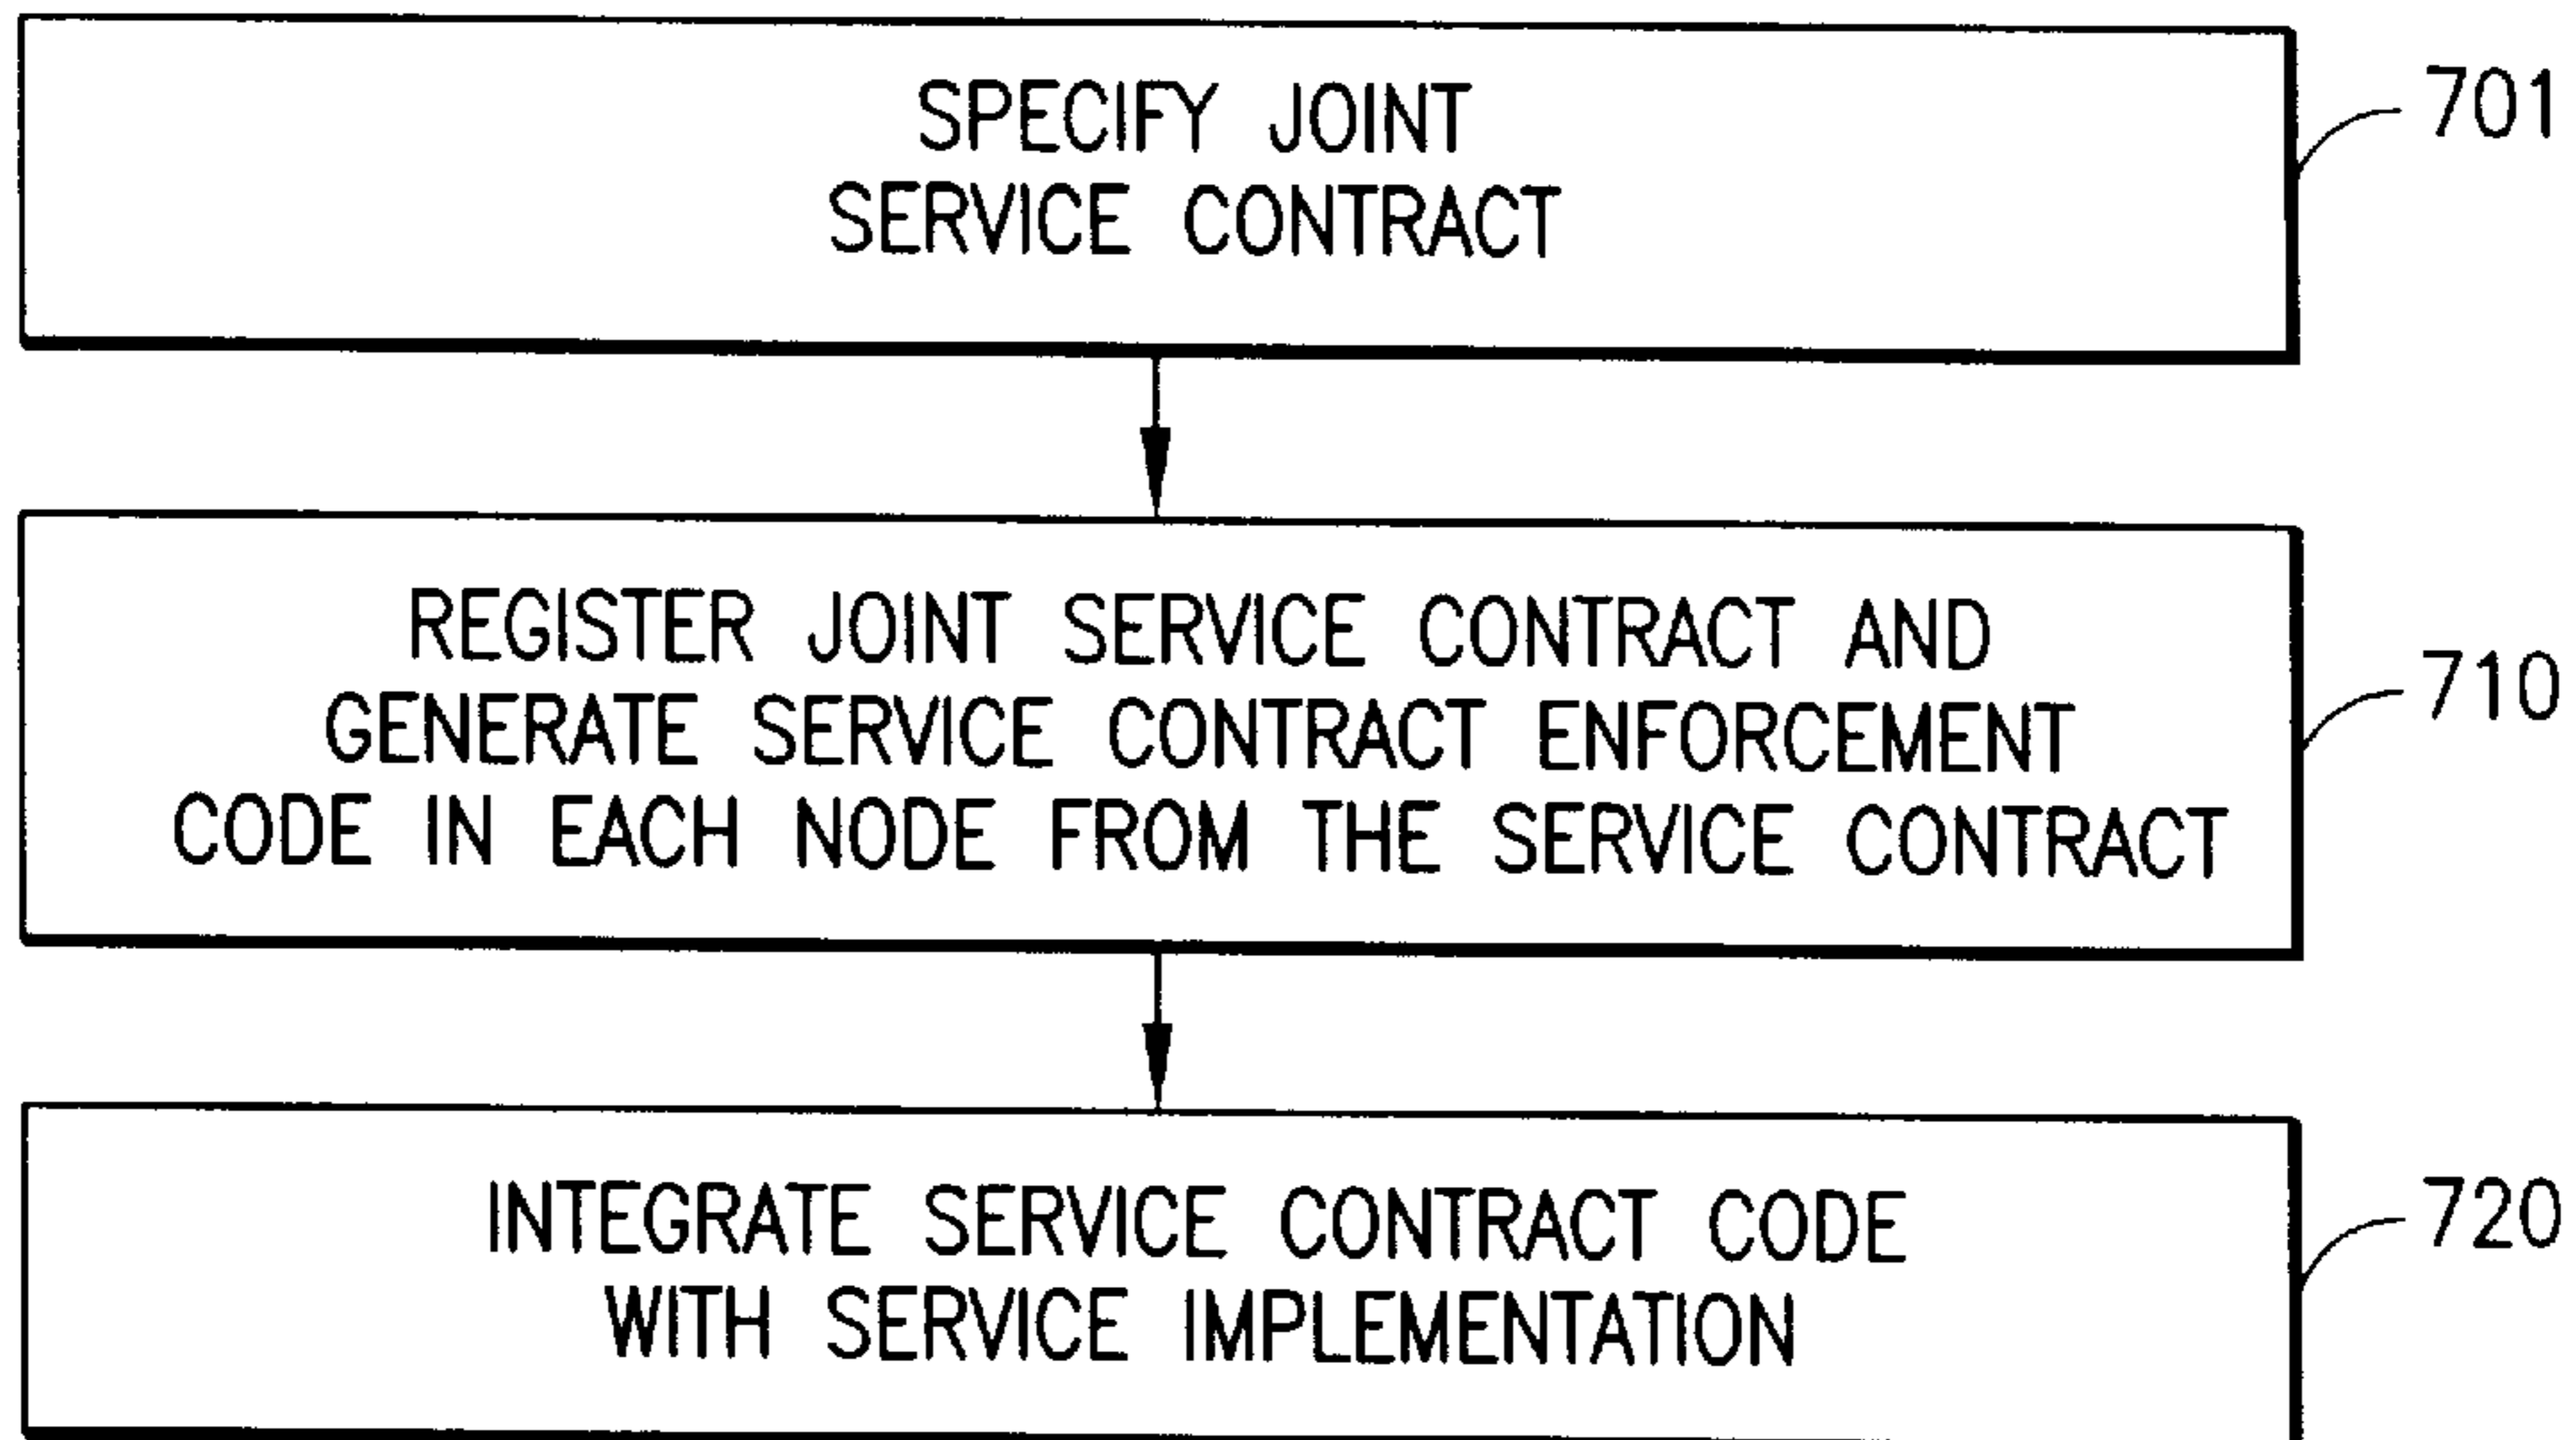 SPECIFY JOINT
SERVICE CONTRACT
701
REGISTER JOINT SERVICE CONTRACT AND
GENERATE SERVICE CONTRACT ENFORCEMENT
CODE IN EACH NODE FROM THE SERVICE CONTRACT
710
INTEGRATE SERVICE CONTRACT CODE
WITH SERVICE IMPLEMENTATION
720